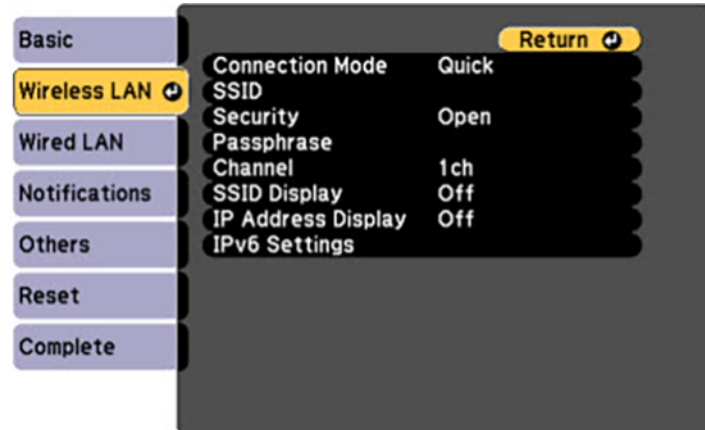 Basic
Wireless LAN
Wired LAN
Notifications
Others
Reset
Complete
Return
Connection Mode Quick
SSID
Security Open
Passphrase
Channel 1ch
SSID Display Off
IP Address Display Off
IPv6 Settings